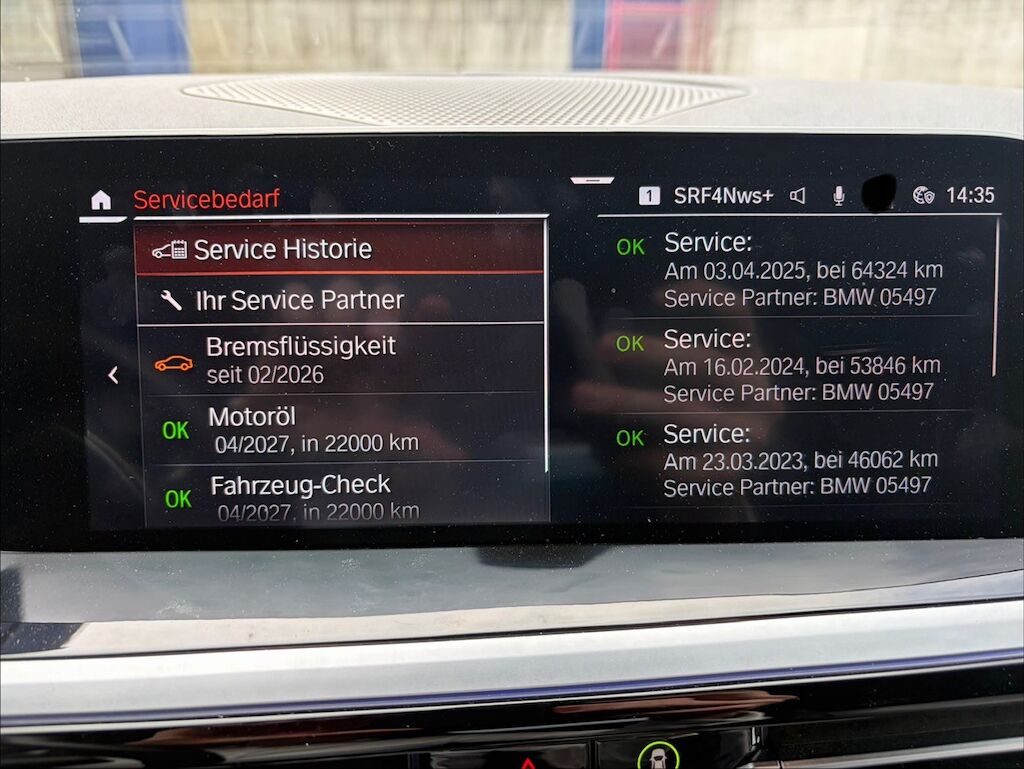 Servicebedarf
1 SRF4Nws+ 14:35
Service Historie
Ihr Service Partner
Bremsflüssigkeit
seit 02/2026
OK Motoröl
04/2027, in 22000 km
OK Fahrzeug-Check
04/2027, in 22000 km
OK Service:
Am 03.04.2025, bei 64324 km
Service Partner: BMW 05497
OK Service:
Am 16.02.2024, bei 53846 km
Service Partner: BMW 05497
OK Service:
Am 23.03.2023, bei 46062 km
Service Partner: BMW 05497